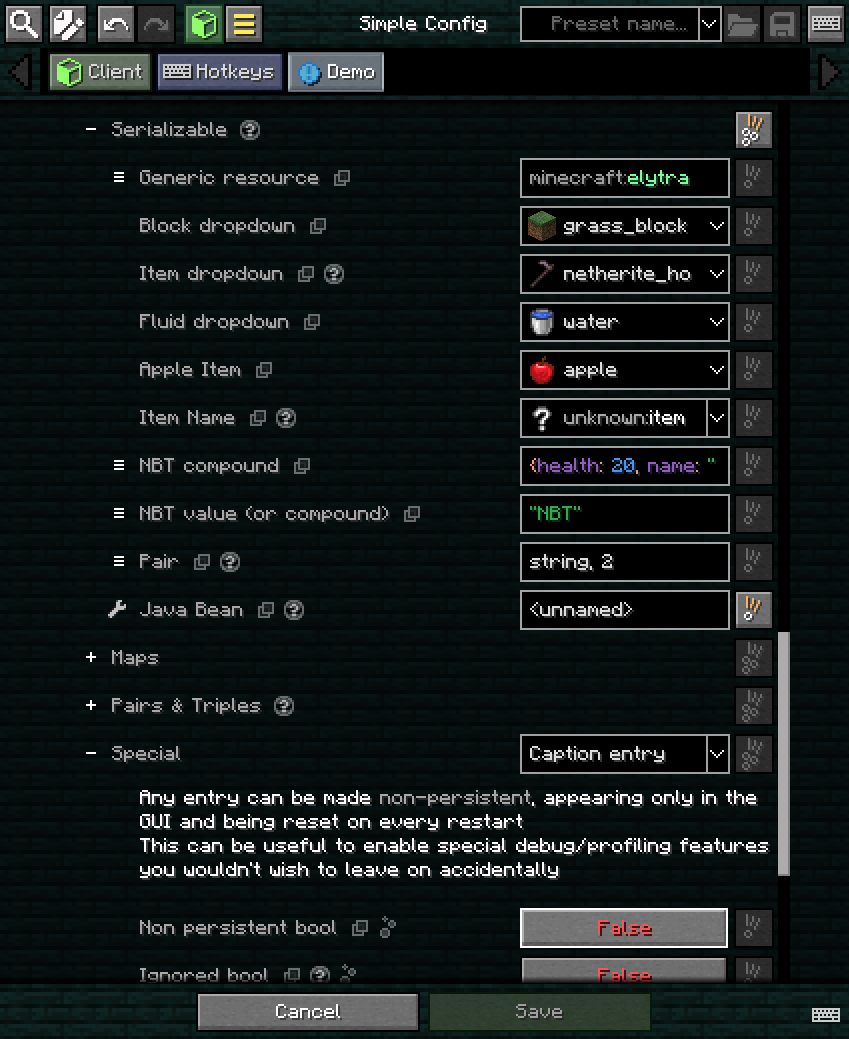 Simple Config
Preset name...
Client
Hotkeys
Demo
Serializable
Generic resource
minecraft:elytra
Block dropdown
grass_block
Item dropdown
netherite_ho
Fluid dropdown
water
Apple Item
apple
Item Name
unknown:item
NBT compound
{health: 20, name: "
NBT value (or compound)
"NBT"
Pair
string, 2
Java Bean
<unnamed>
Maps
Pairs & Triples
Special
Caption entry
Any entry can be made non-persistent, appearing only in the
GUI and being reset on every restart
This can be useful to enable special debug/profiling features
you wouldn't wish to leave on accidentally
Non persistent bool
False
Ignored bool
False
Cancel
Save